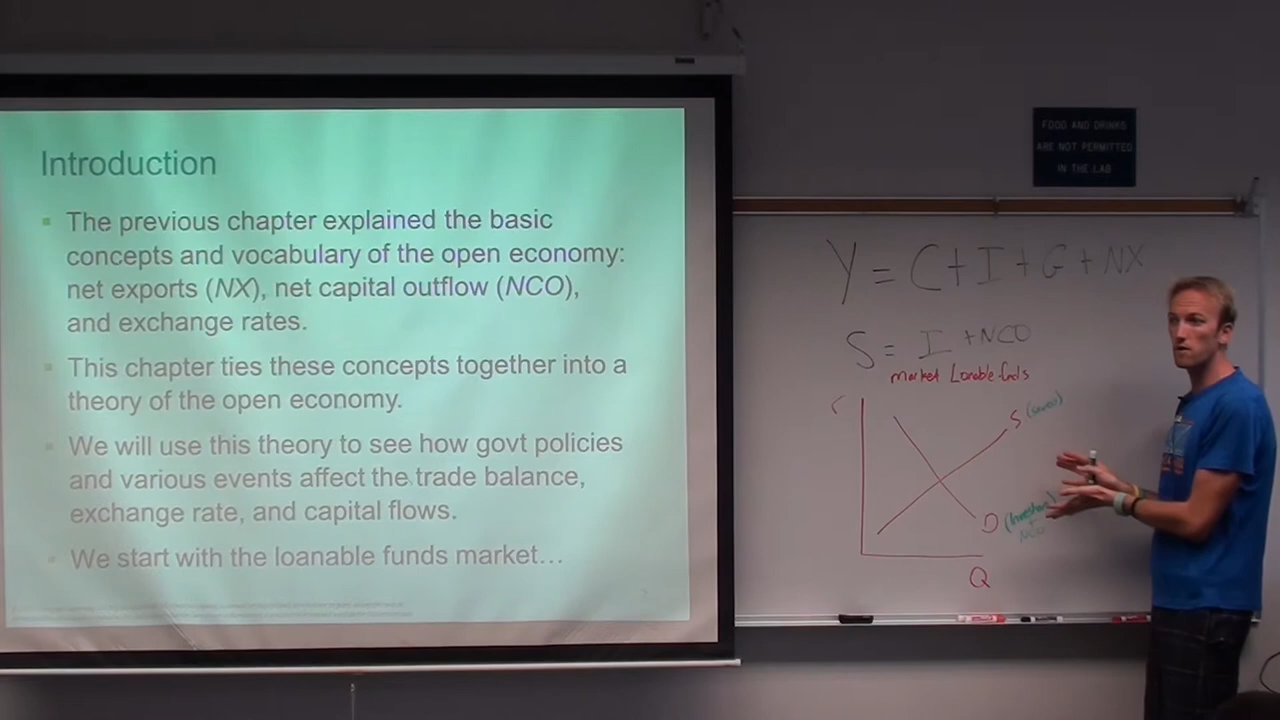 Introduction
The previous chapter explained the basic
concepts and vocabulary of the open economy:
net exports (NX), net capital outflow (NCO),
and exchange rates.
This chapter ties these concepts together into a
theory of the open economy.
We will use this theory to see how govt policies
and various events affect the trade balance,
exchange rate, and capital flows.
We start with the loanable funds market…
FOOD AND DRINKS
ARE NOT PERMITTED
IN THE LAB
Y = C + I + G + NX
S = I + NCO
market
r
S
D
NCO
Q